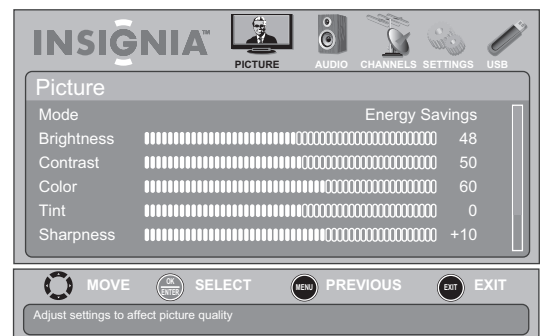 INSIGNIA™
PICTURE AUDIO CHANNELS SETTINGS USB
Picture
Mode Energy Savings
Brightness 48
Contrast 50
Color 60
Tint 0
Sharpness +10
MOVE OK ENTER SELECT MENU PREVIOUS EXIT EXIT
Adjust settings to affect picture quality